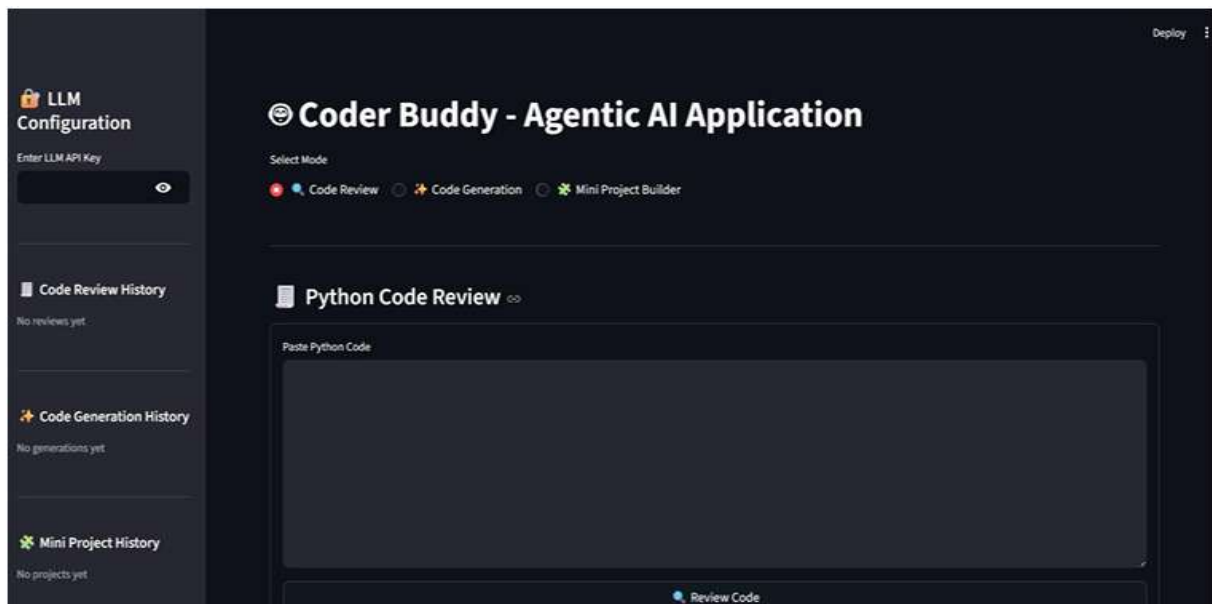 Deploy
LLM
Configuration
Enter LLM API Key
Code Review History
No reviews yet
Code Generation History
No generations yet
Mini Project History
No projects yet
Coder Buddy - Agentic AI Application
Select Mode
Code Review Code Generation Mini Project Builder
Python Code Review
Paste Python Code
Review Code